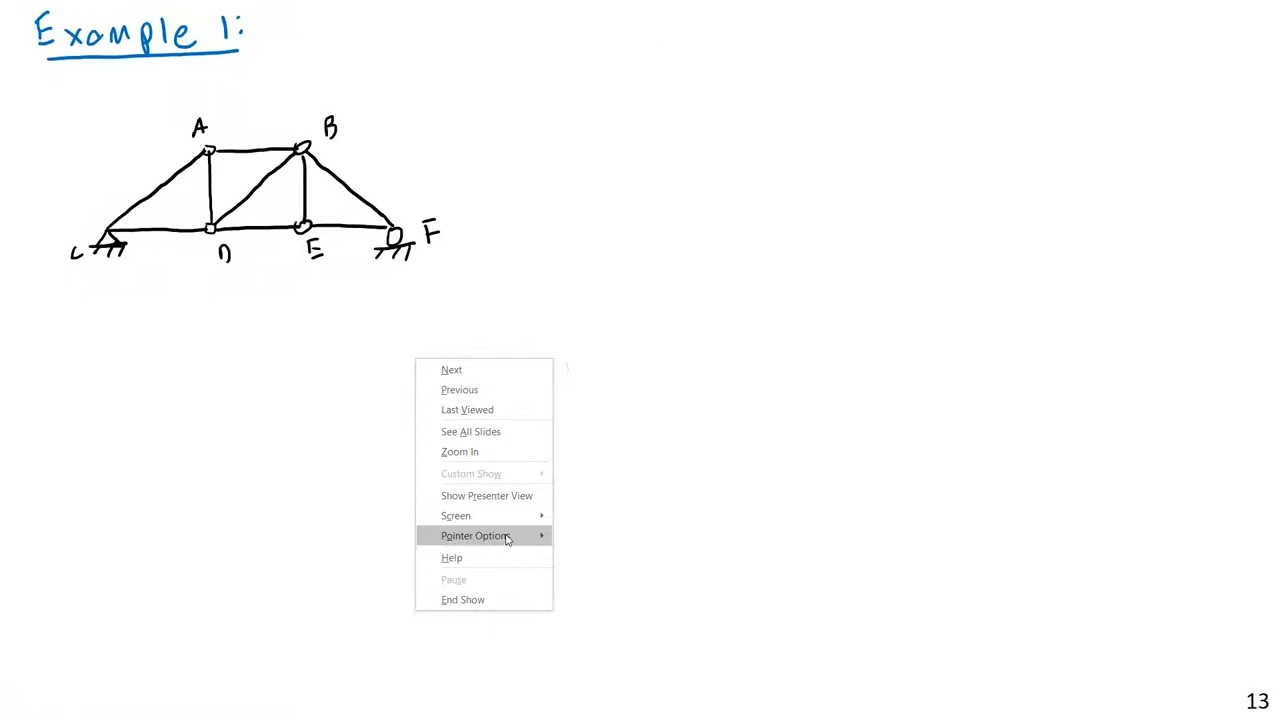 Example 1:
A B
C D E F
Next
Previous
Last Viewed
See All Slides
Zoom In
Custom Show
Show Presenter View
Screen
Pointer Options
Help
Pause
End Show
13